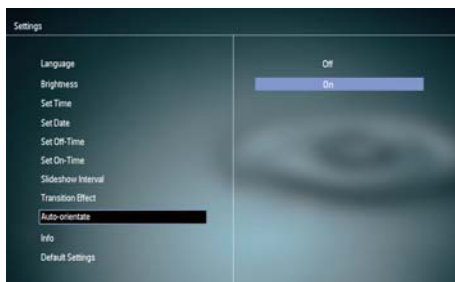 Settings
Language
Off
Brightness
On
Set Time
Set Date
Set Off-Time
Set On-Time
Slideshow Interval
Transition Effect
Auto-orientate
Info
Default Settings